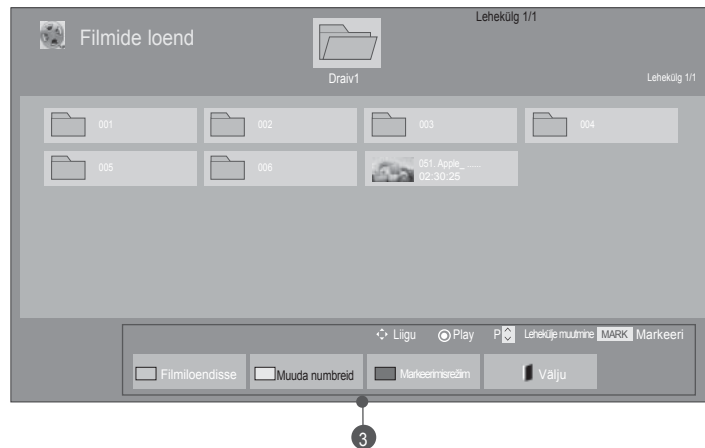 Lehekülg 1/1
Filmide loend
Draiv1
Lehekülg 1/1
001 002 003 004
005 006 051. Apple_......
02:30:25
Liigu Play P Lehekülje muutmine MARK Markeeri
Filmiloendisse Muuda numbreid Markeerimisrežiim Välju
3